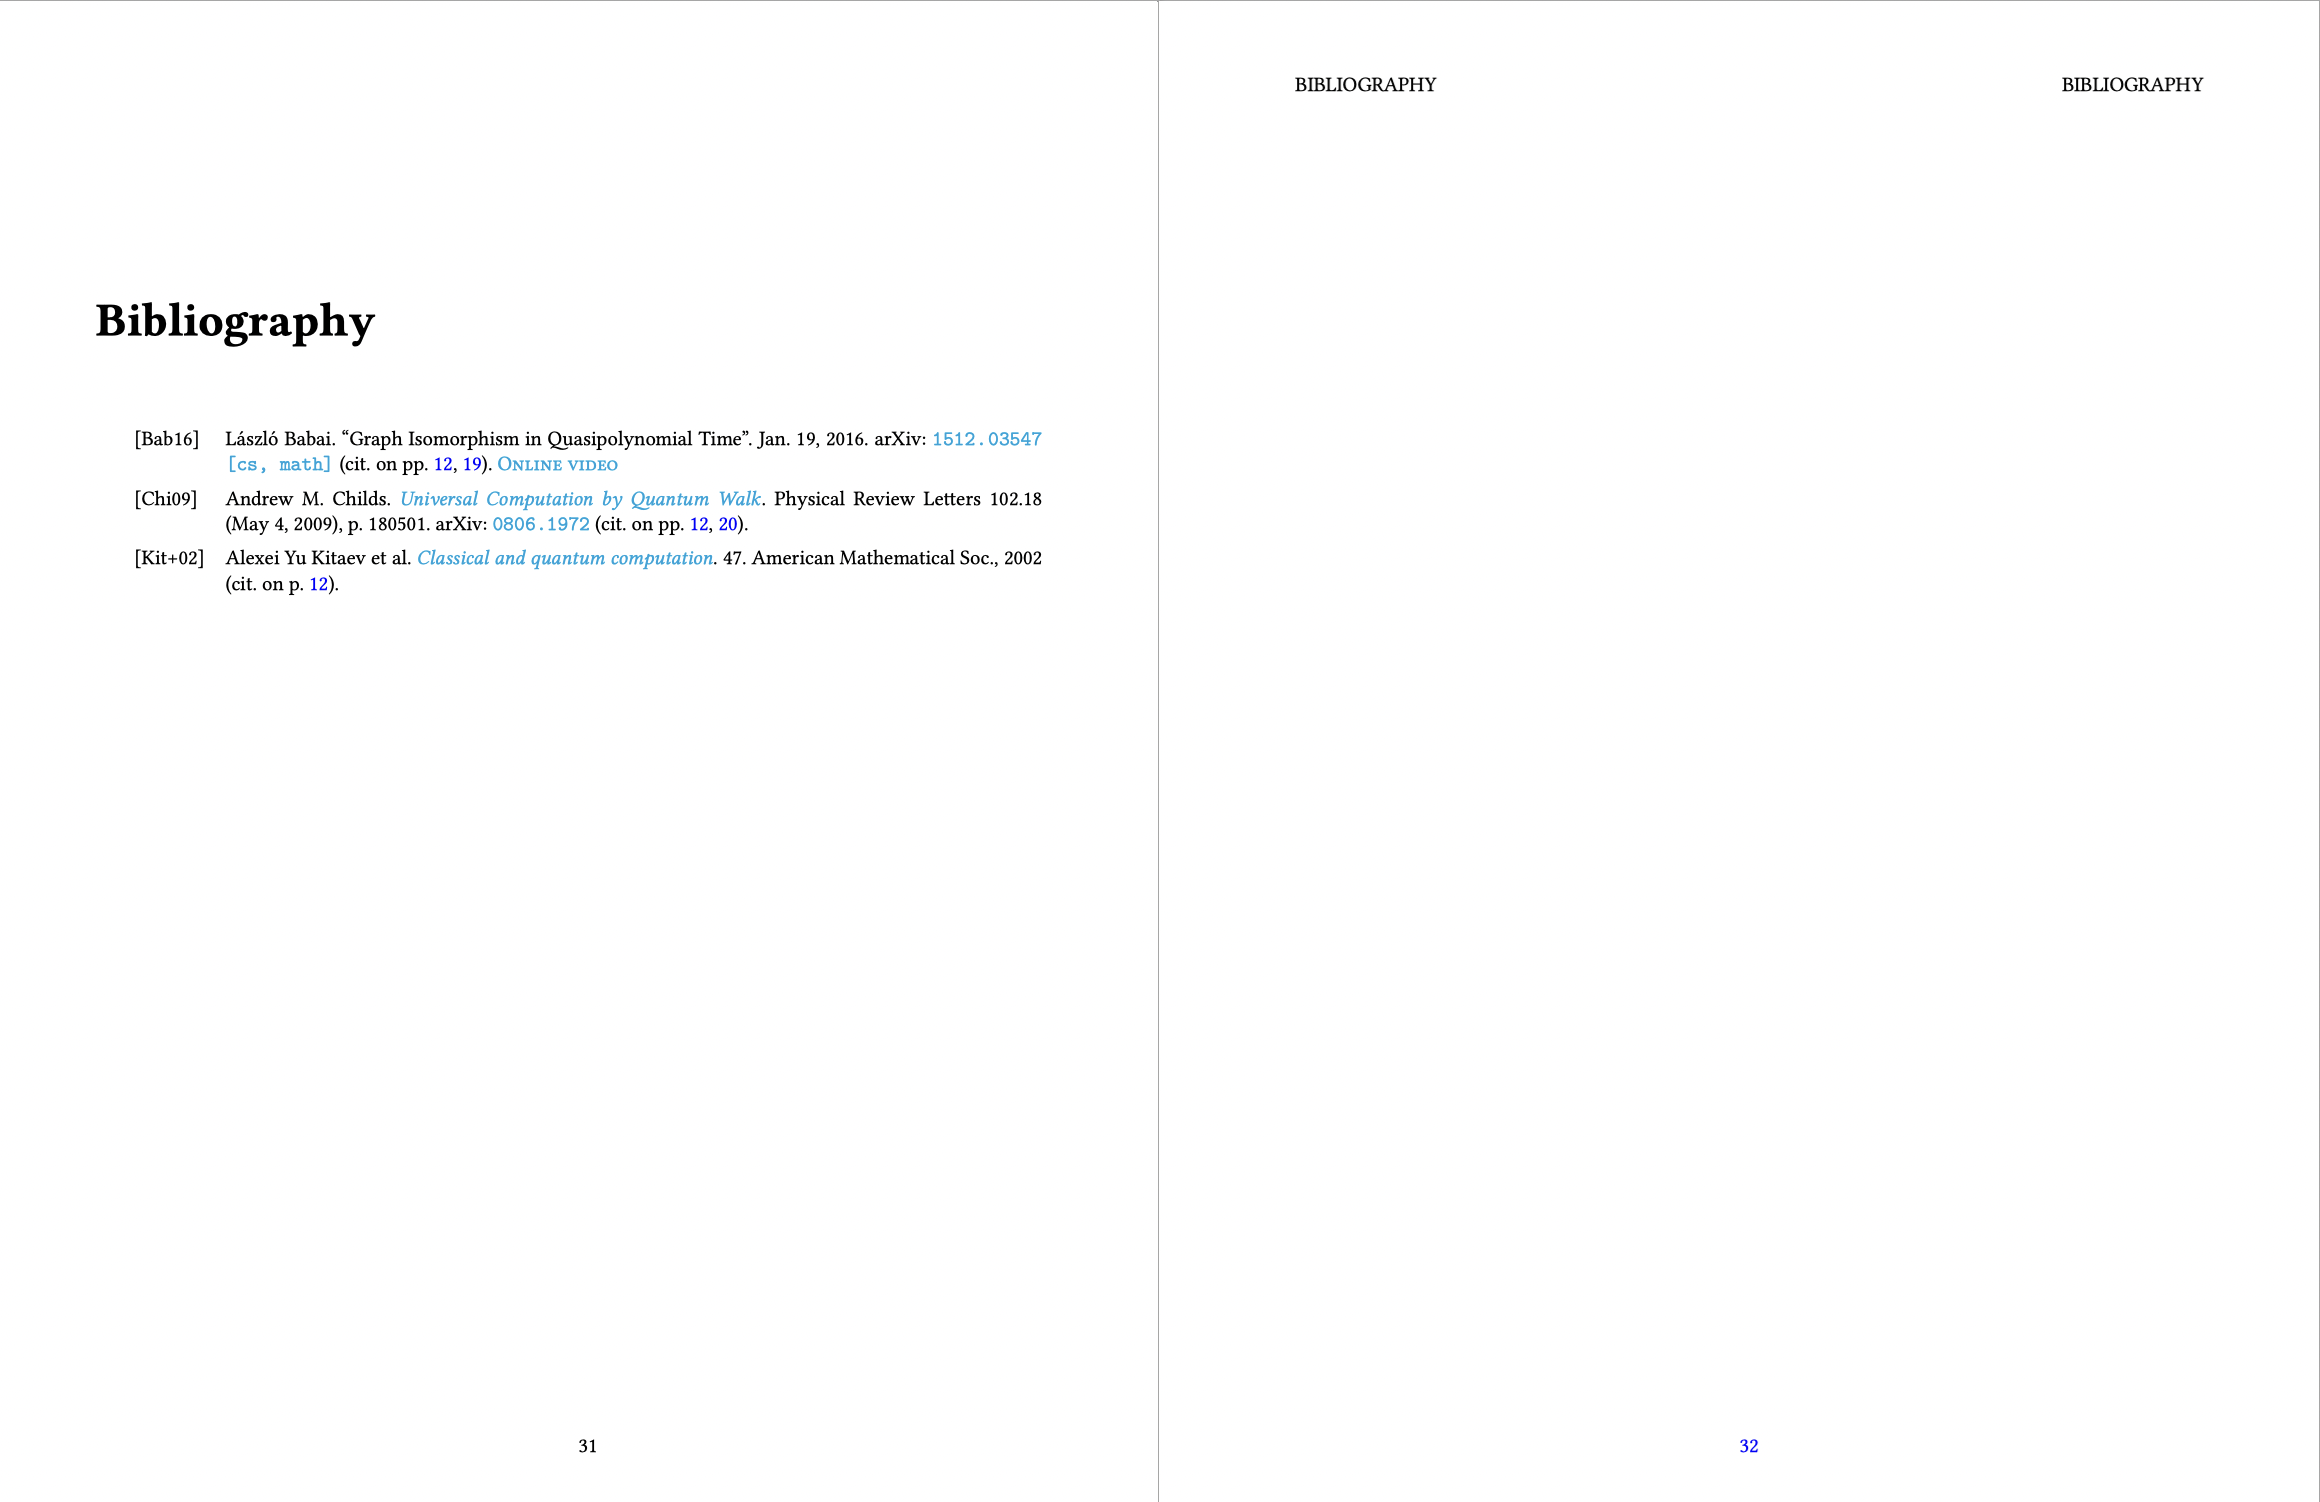 Bibliography
[Bab16] László Babai. “Graph Isomorphism in Quasipolynomial Time”. Jan. 19, 2016. arXiv: 1512.03547
[cs, math] (cit. on pp. 12, 19). Online video
[Chi09] Andrew M. Childs. Universal Computation by Quantum Walk. Physical Review Letters 102.18
(May 4, 2009), p. 180501. arXiv: 0806.1972 (cit. on pp. 12, 20).
[Kit+02] Alexei Yu Kitaev et al. Classical and quantum computation. 47. American Mathematical Soc., 2002
(cit. on p. 12).
31
BIBLIOGRAPHY BIBLIOGRAPHY
32